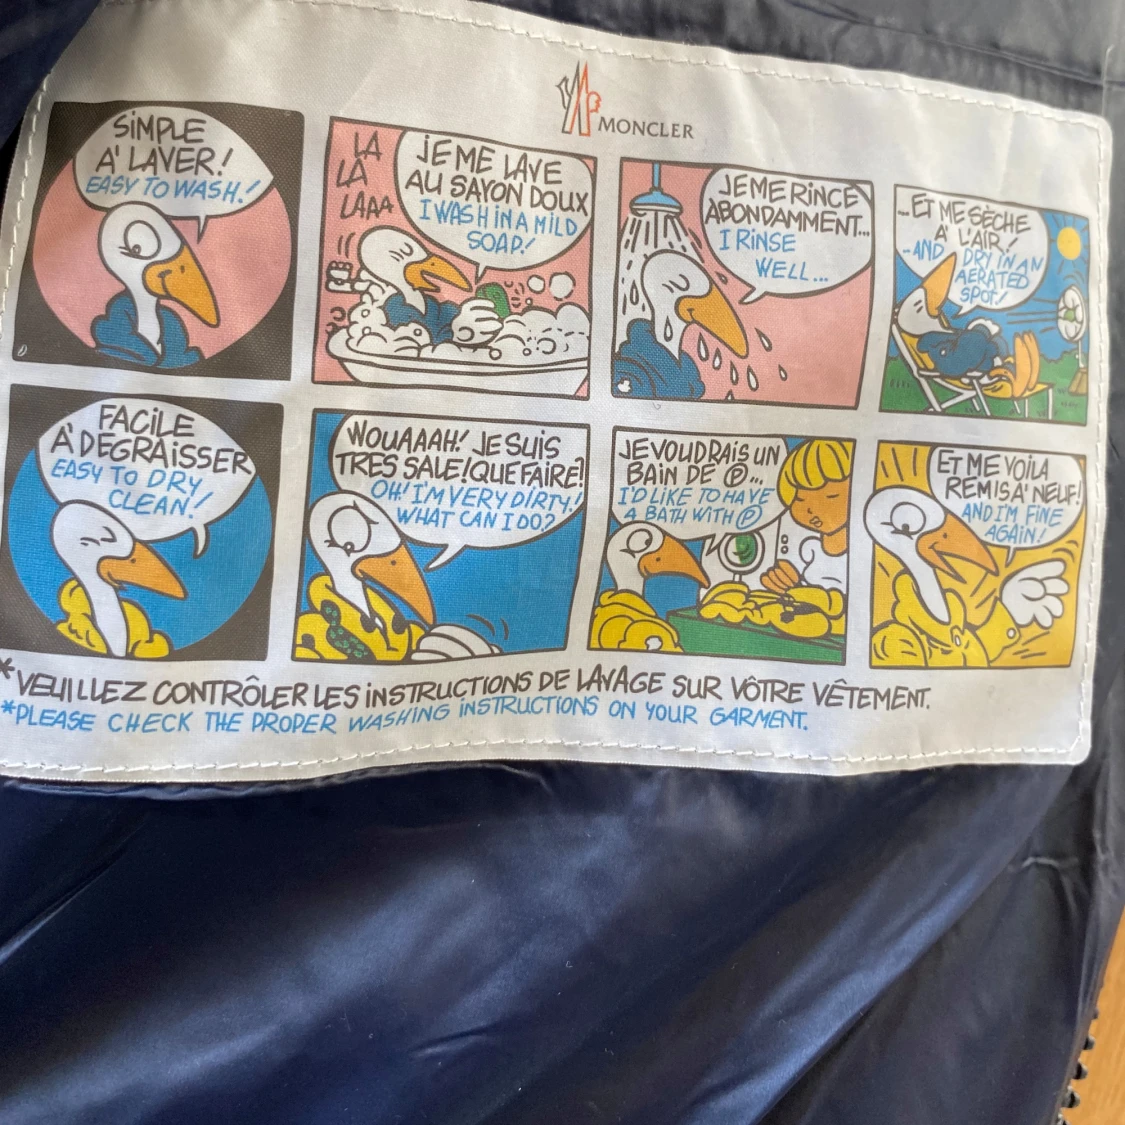 MONCLER
SiMPLE
A' LAVER!
EASY TO WASH!
LA
LA
LAAA
JE ME LAVE
AU SAVON DOUX
I WASH IN A MILD
SOAP!
JE ME RINCE
ABONDAMMENT...
I RINSE
WELL...
...ET ME SÈCHE
A' L'AIR!
-AND DRY IN AN
AERATED
SPOT!
FACiLE
A' DEGRAiSSER
EASY TO DRY
CLEAN!
WOUAAAH! JE SUIS
TRES SALE! QUE FAIRE?
OH! I'M VERY DIRTY!
WHAT CAN I DO?
JE VOUDRAIS UN
BAIN DE Ⓟ...
I'D LIKE TO HAVE
A BATH WITH Ⓟ
ET ME VOILA
REMIS A' NEUF!
AND I'M FINE
AGAIN!
*VEUILLEZ CONTRÔLER LES iNSTRUCTIONS DE LAVAGE SUR VÔTRE VÊTEMENT.
*PLEASE CHECK THE PROPER WASHING INSTRUCTIONS ON YOUR GARMENT.